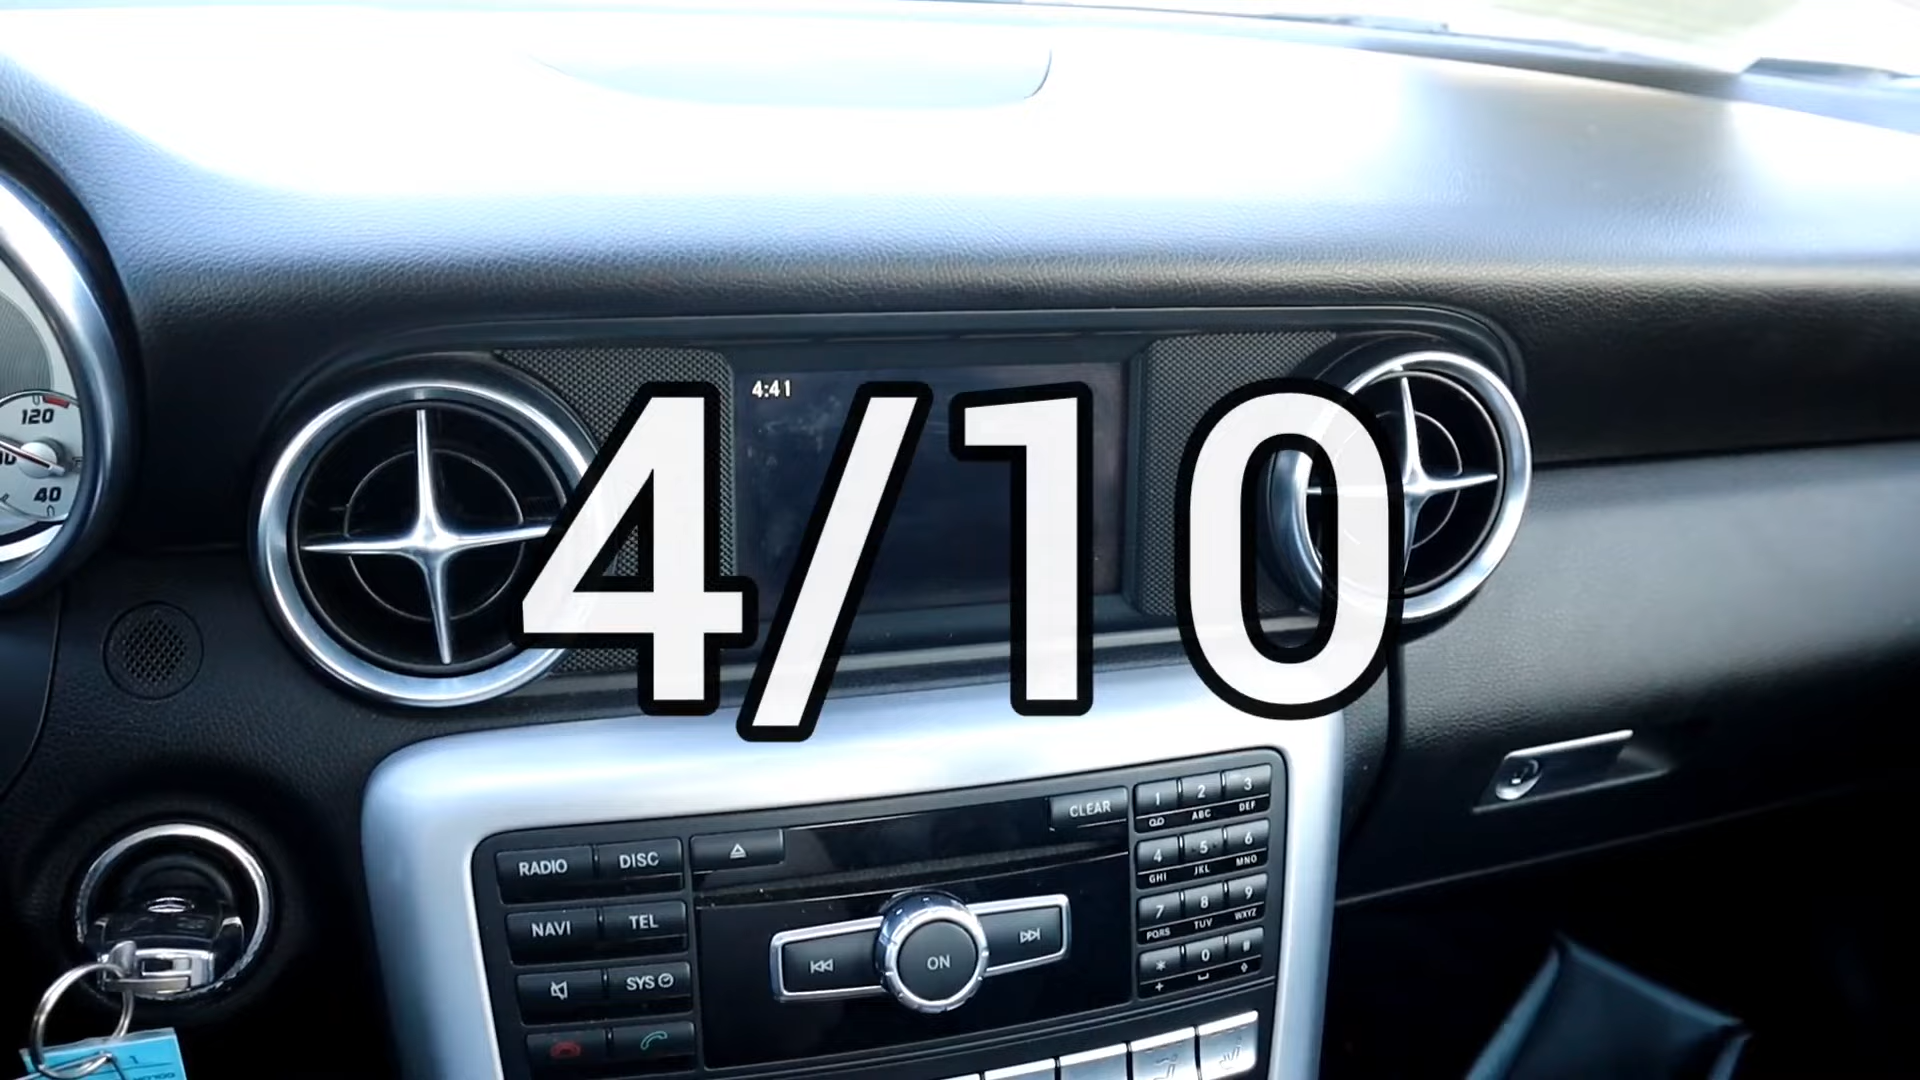 120
40
4:41
4/10
CLEAR
1
2
ABC
3
DEF
RADIO
DISC
4
GHI
5
JKL
6
MNO
NAVI
TEL
7
PQRS
8
TUV
9
WXYZ
ON
SYS
*
+
0
#
1